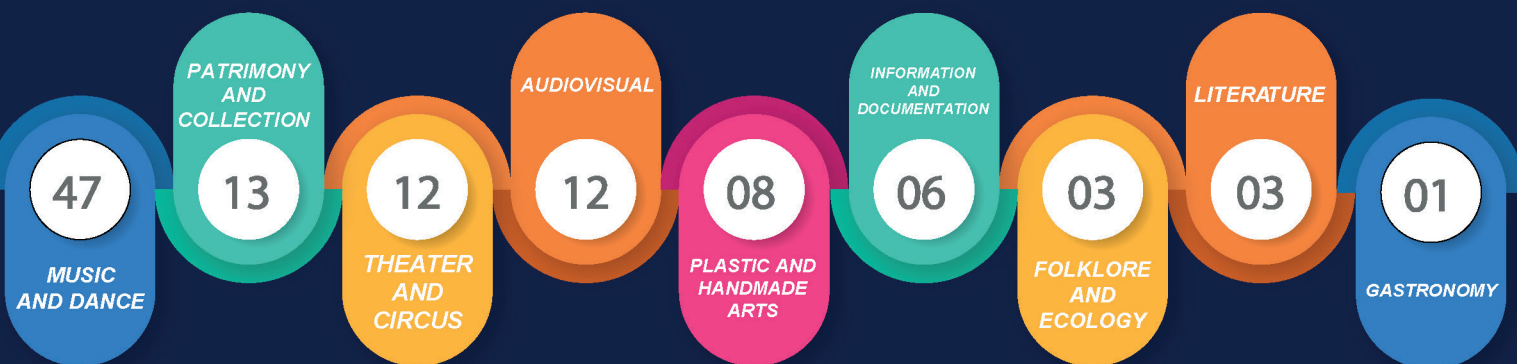 47
MUSIC
AND DANCE
PATRIMONY
AND
COLLECTION
13
12
THEATER
AND
CIRCUS
AUDIOVISUAL
12
08
PLASTIC AND
HANDMADE
ARTS
INFORMATION
AND
DOCUMENTATION
06
03
FOLKLORE
AND
ECOLOGY
LITERATURE
03
01
GASTRONOMY